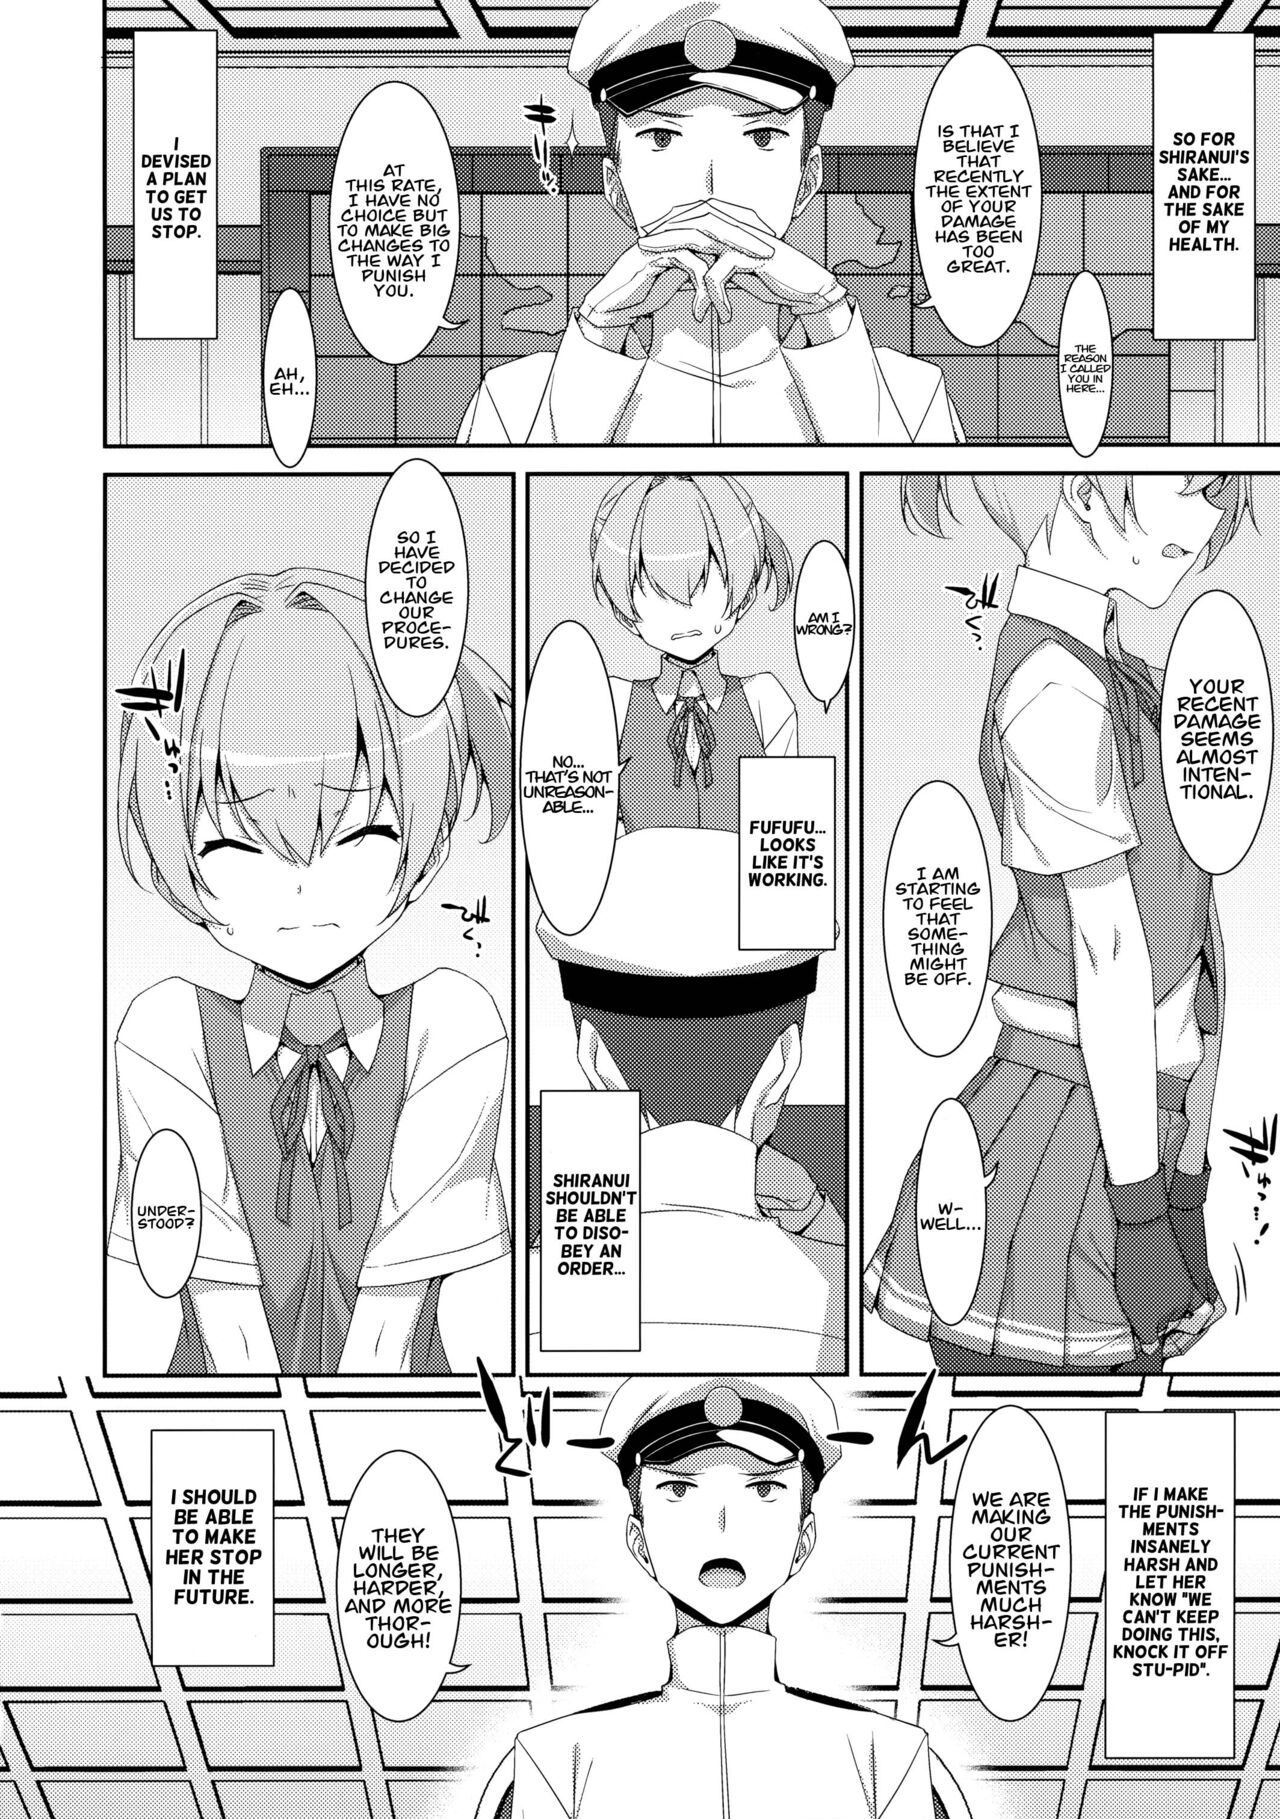 SO FOR
SHIRANUI'S
SAKE...
AND FOR
THE SAKE
OF MY
HEALTH.
THE
REASON
I CALLED
YOU IN
HERE...
IS THAT I
BELIEVE
THAT
RECENTLY
THE EXTENT
OF YOUR
DAMAGE
HAS BEEN
TOO
GREAT.
AT
THIS RATE,
I HAVE NO
CHOICE BUT
TO MAKE BIG
CHANGES TO
THE WAY I
PUNISH
YOU.
AH,
EH...
I
DEVISED
A PLAN
TO GET
US TO
STOP.
YOUR
RECENT
DAMAGE
SEEMS
ALMOST
INTEN-
TIONAL.
I AM
STARTING
TO FEEL
THAT
SOME-
THING
MIGHT
BE OFF.
W-
WELL...
AM I
WRONG?
NO...
THAT'S NOT
UNREASON-
ABLE...
FUFUFU...
LOOKS
LIKE IT'S
WORKING.
SHIRANUI
SHOULDN'T
BE ABLE
TO DISO-
BEY AN
ORDER...
SO I
HAVE
DECIDED
TO
CHANGE
OUR
PROCE-
DURES.
UNDER-
STOOD?
IF I MAKE
THE PUNISH-
MENTS
INSANELY
HARSH AND
LET HER
KNOW "WE
CAN'T KEEP
DOING THIS,
KNOCK IT OFF
STU-PID".
WE ARE
MAKING
OUR
CURRENT
PUNISH-
MENTS
MUCH
HARSH-
ER!
THEY
WILL BE
LONGER,
HARDER,
AND MORE
THOR-
OUGH!
I SHOULD
BE ABLE
TO MAKE
HER STOP
IN THE
FUTURE.